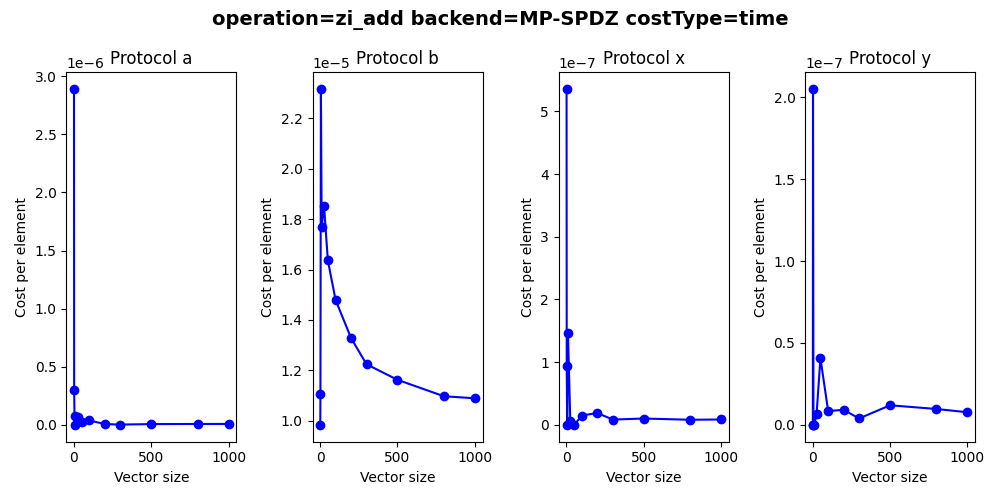 operation=zi_add backend=MP-SPDZ costType=time
Protocol a
Protocol b
Protocol x
Protocol y
1e−6
1e−5
1e−7
1e−7
Cost per element
3.0
2.5
2.0
1.5
1.0
0.5
0.0
0
500
1000
Vector size
Cost per element
2.2
2.0
1.8
1.6
1.4
1.2
1.0
0
500
1000
Vector size
Cost per element
5
4
3
2
1
0
0
500
1000
Vector size
Cost per element
2.0
1.5
1.0
0.5
0.0
0
500
1000
Vector size